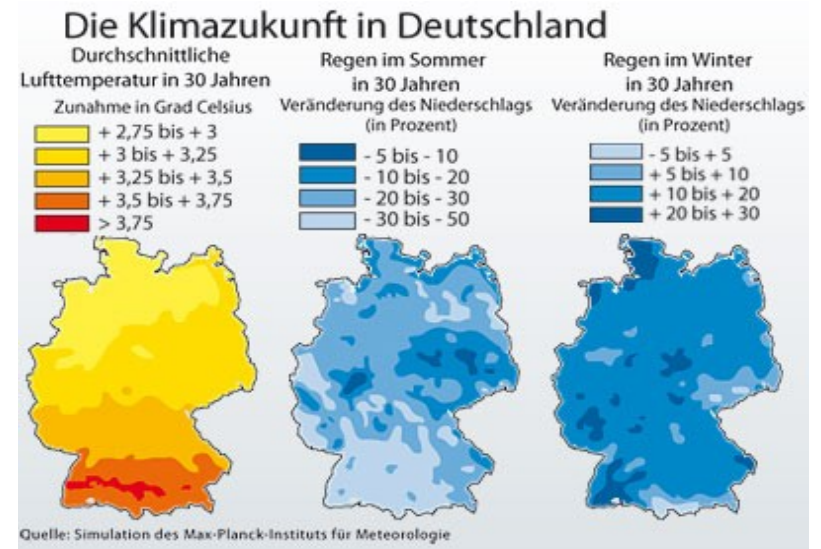 Die Klimazukunft in Deutschland
Durchschnittliche
Lufttemperatur in 30 Jahren
Zunahme in Grad Celsius
+ 2,75 bis + 3
+ 3 bis + 3,25
+ 3,25 bis + 3,5
+ 3,5 bis + 3,75
> 3,75
Regen im Sommer
in 30 Jahren
Veränderung des Niederschlags
(in Prozent)
- 5 bis - 10
- 10 bis - 20
- 20 bis - 30
- 30 bis - 50
Regen im Winter
in 30 Jahren
Veränderung des Niederschlags
(in Prozent)
- 5 bis + 5
+ 5 bis + 10
+ 10 bis + 20
+ 20 bis + 30
Quelle: Simulation des Max-Planck-Instituts für Meteorologie